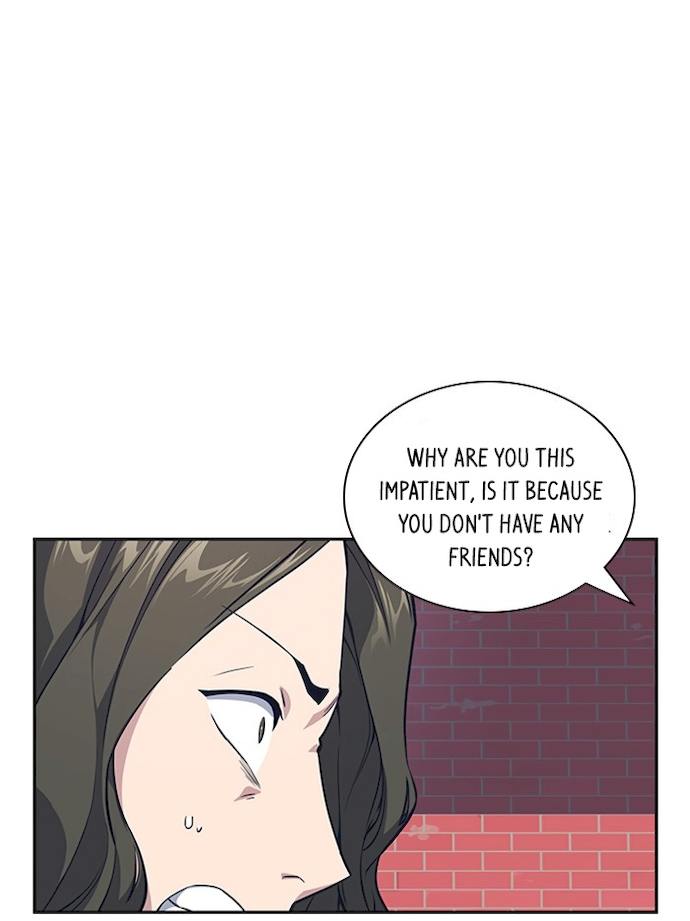 WHY ARE YOU THIS
IMPATIENT, IS IT BECAUSE
YOU DON'T HAVE ANY
FRIENDS?